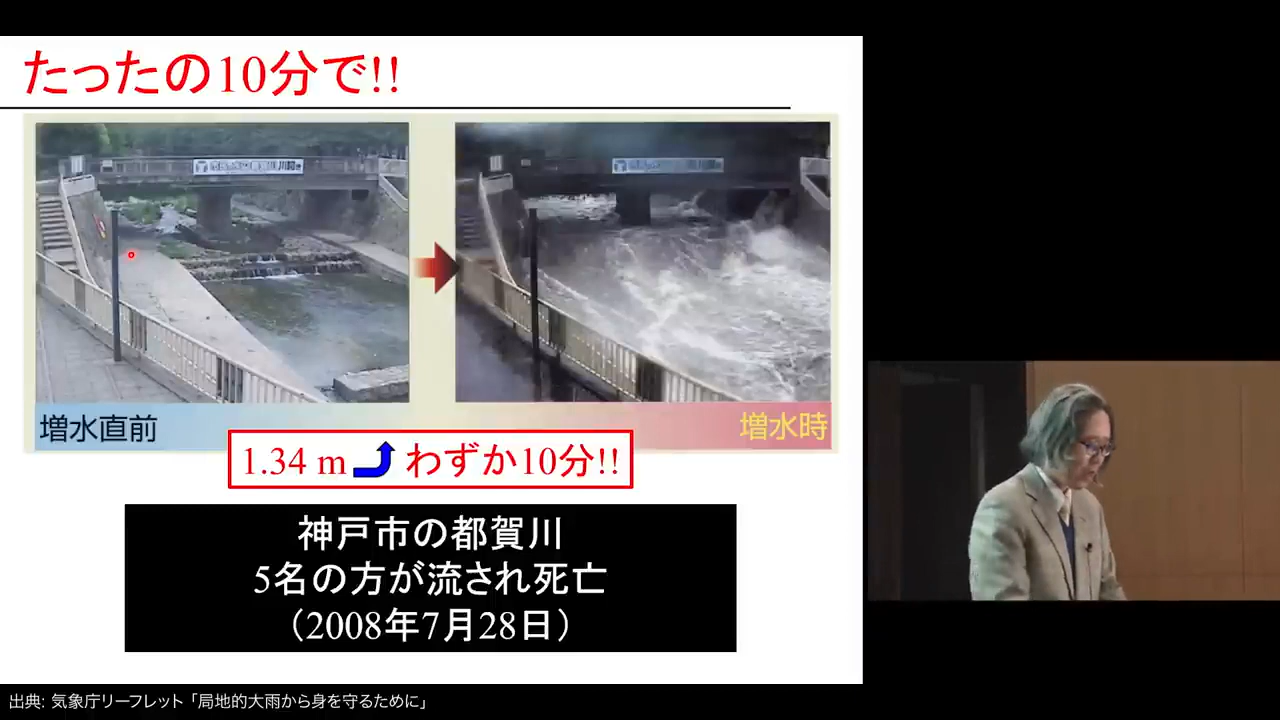 たったの10分で!!
増水直前
増水時
1.34 m わずか10分!!
神戸市の都賀川
5名の方が流され死亡
（2008年7月28日）
出典: 気象庁リーフレット「局地的大雨から身を守るために」